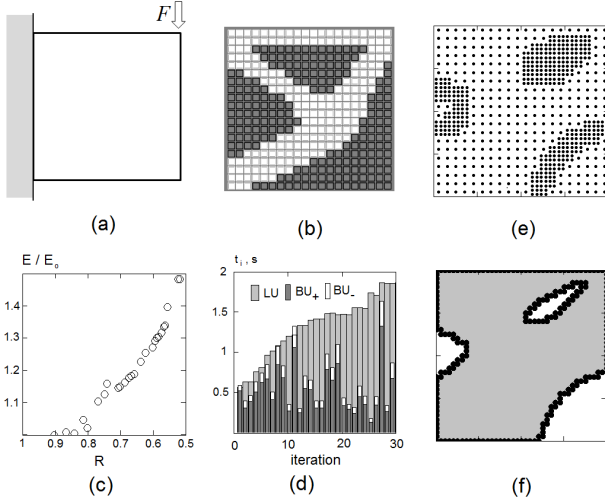 F
(a)
(b)
(e)
E / E₀
1.4
1.3
1.2
1.1
1 0.9 0.8 0.7 0.6 0.5
R
(c)
tᵢ , s
2
1.5
1
0.5
LU BU₊ BU₋
0 10 20 30
iteration
(d)
(f)